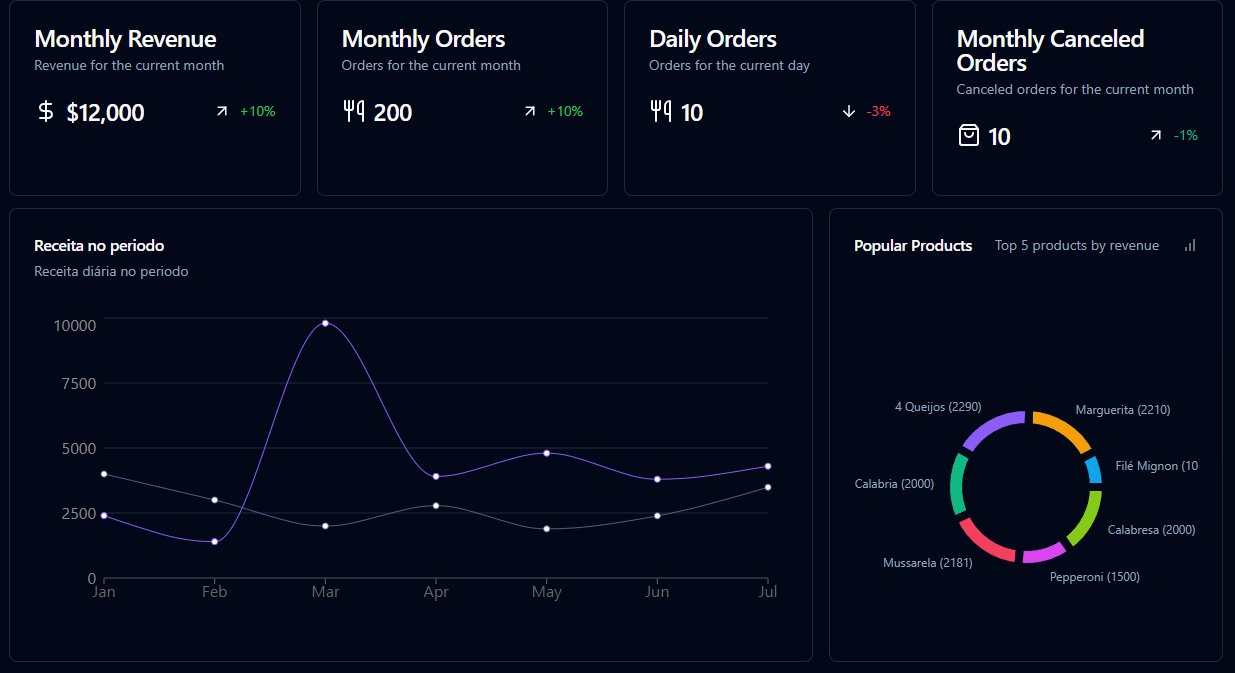 Monthly Revenue
Revenue for the current month
$12,000
+10%
Monthly Orders
Orders for the current month
200
+10%
Daily Orders
Orders for the current day
10
-3%
Monthly Canceled
Orders
Canceled orders for the current month
10
-1%
Receita no periodo
Receita diária no periodo
10000
7500
5000
2500
0
Jan
Feb
Mar
Apr
May
Jun
Jul
Popular Products
Top 5 products by revenue
4 Queijos (2290)
Marguerita (2210)
Filé Mignon (10
Calabria (2000)
Calabresa (2000)
Mussarela (2181)
Pepperoni (1500)